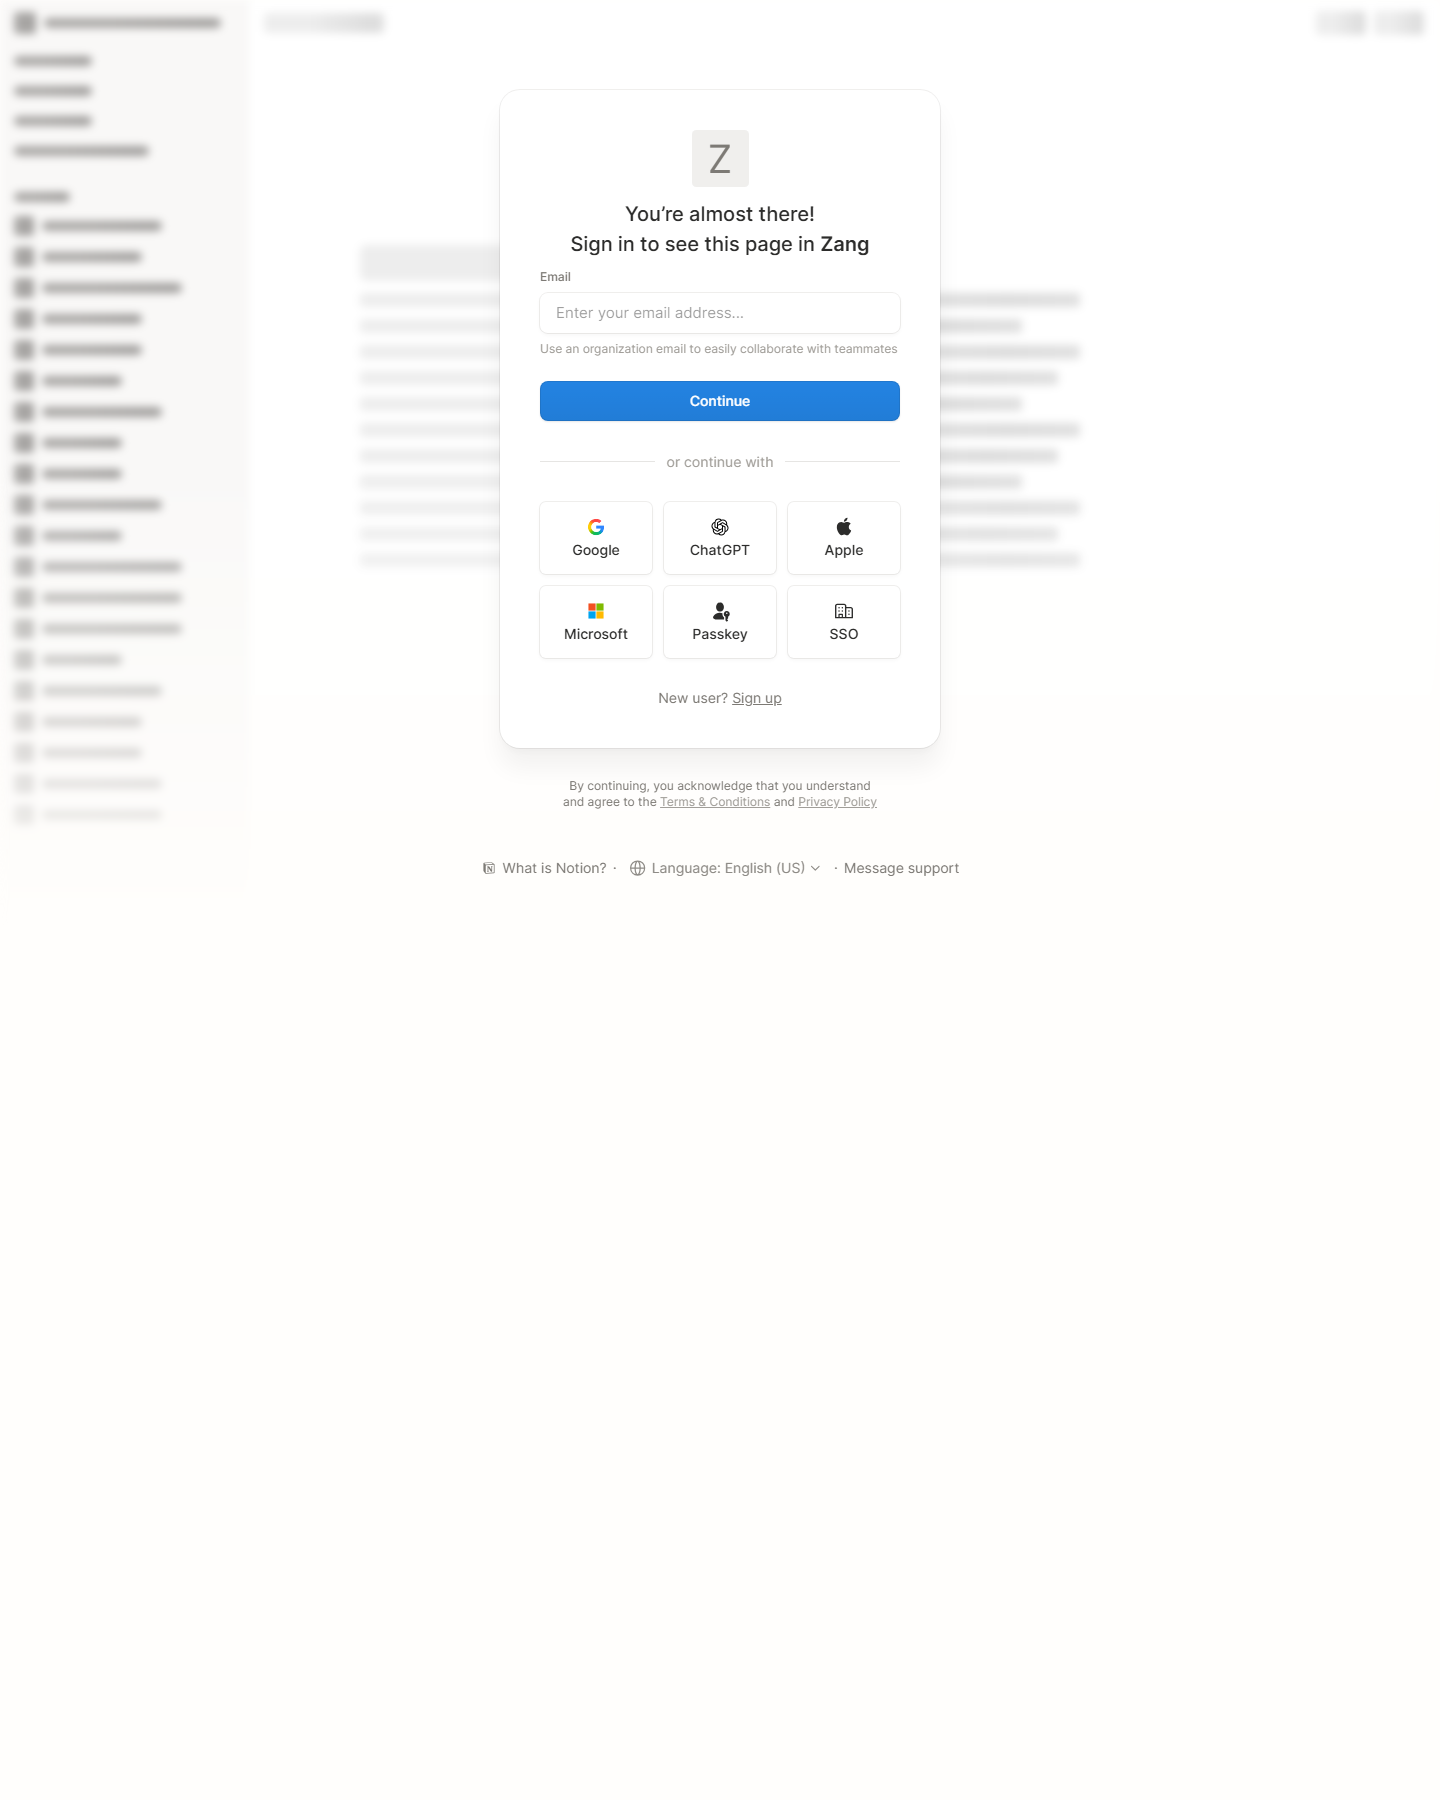 Z
You’re almost there!
Sign in to see this page in Zang
Email
Enter your email address...
Use an organization email to easily collaborate with teammates
Continue
or continue with
Google
ChatGPT
Apple
Microsoft
Passkey
SSO
New user? Sign up
By continuing, you acknowledge that you understand
and agree to the Terms & Conditions and Privacy Policy
What is Notion? · Language: English (US) · Message support